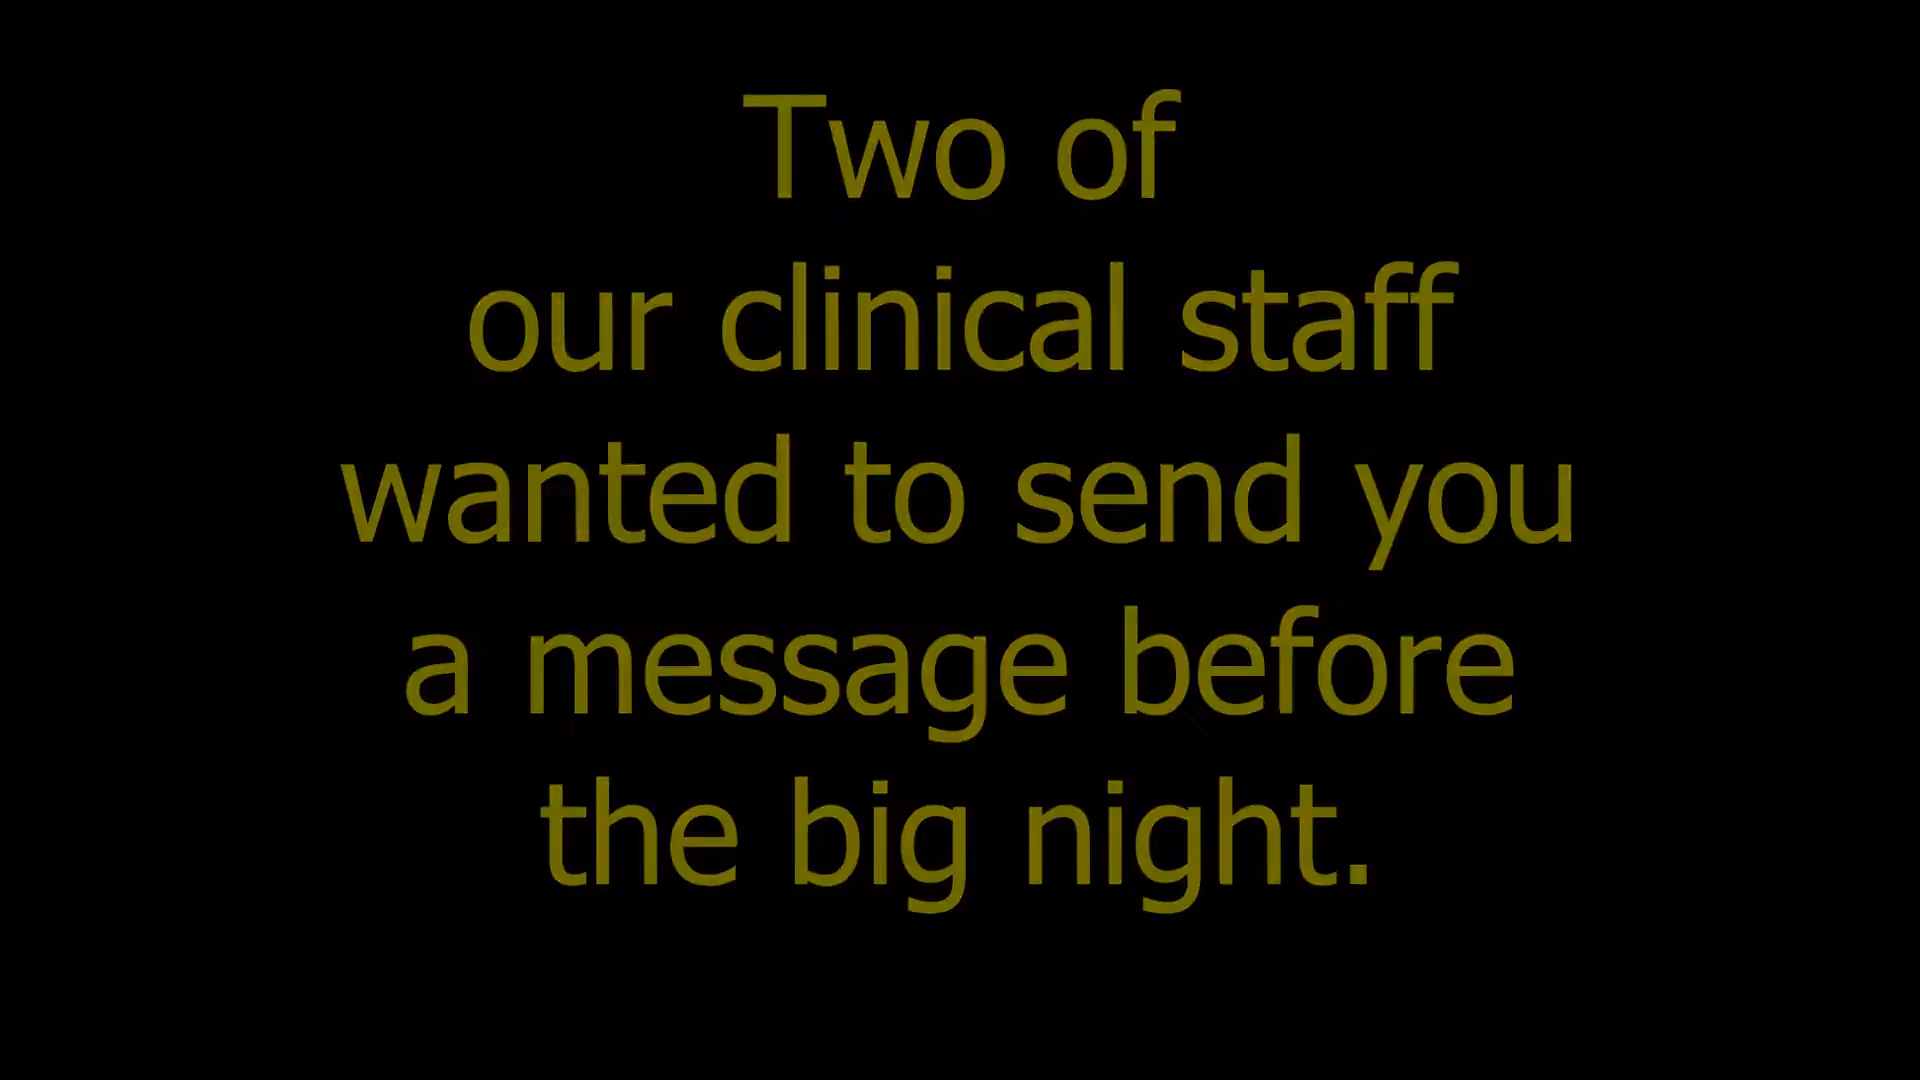 Two of
our clinical staff
wanted to send you
a message before
the big night.